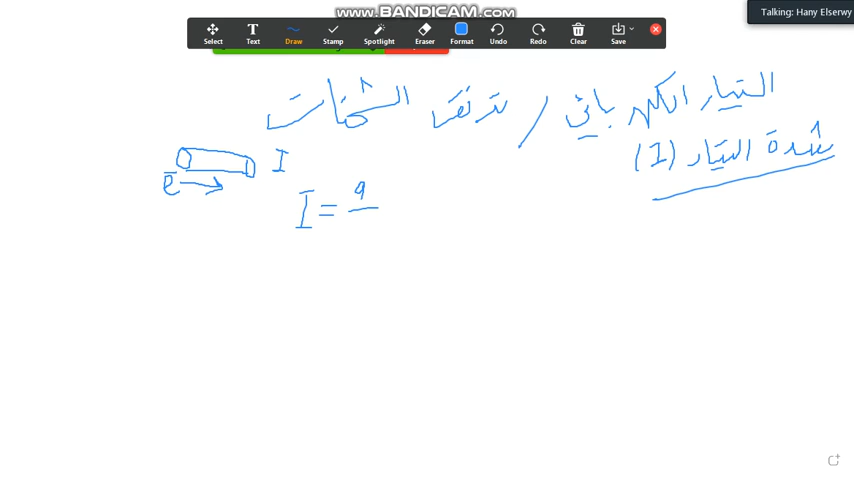 www.BANDICAM.com
Talking: Hany Elserwy
Select Text Draw Stamp Spotlight Eraser Format Undo Redo Clear Save
التيار الكهربائى / تدفق الشحنات
شدة التيار (I)
I
e
I = q